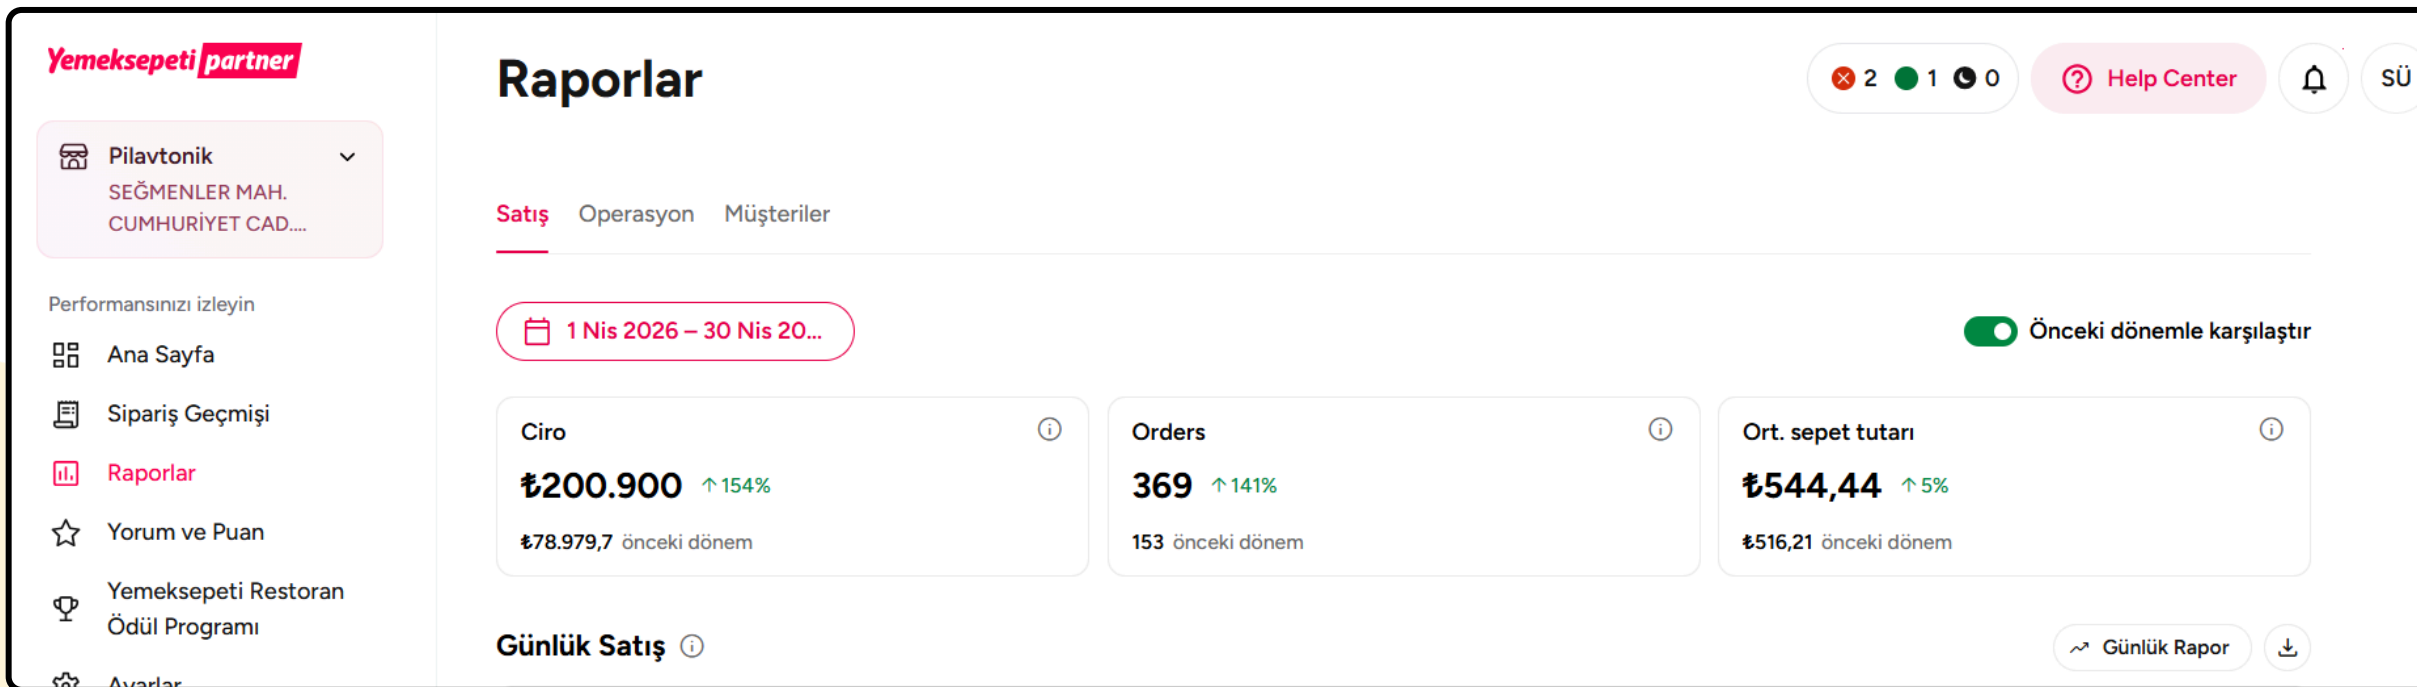 Yemeksepeti partner
Pilavtonik
SEĞMENLER MAH.
CUMHURİYET CAD....
Performansınızı izleyin
Ana Sayfa
Sipariş Geçmişi
Raporlar
Yorum ve Puan
Yemeksepeti Restoran
Ödül Programı
Ayarlar
Raporlar
2 1 0
Help Center
SÜ
Satış Operasyon Müşteriler
1 Nis 2026 – 30 Nis 20...
Önceki dönemle karşılaştır
Ciro
₺200.900 ↑154%
₺78.979,7 önceki dönem
Orders
369 ↑141%
153 önceki dönem
Ort. sepet tutarı
₺544,44 ↑5%
₺516,21 önceki dönem
Günlük Satış
Günlük Rapor